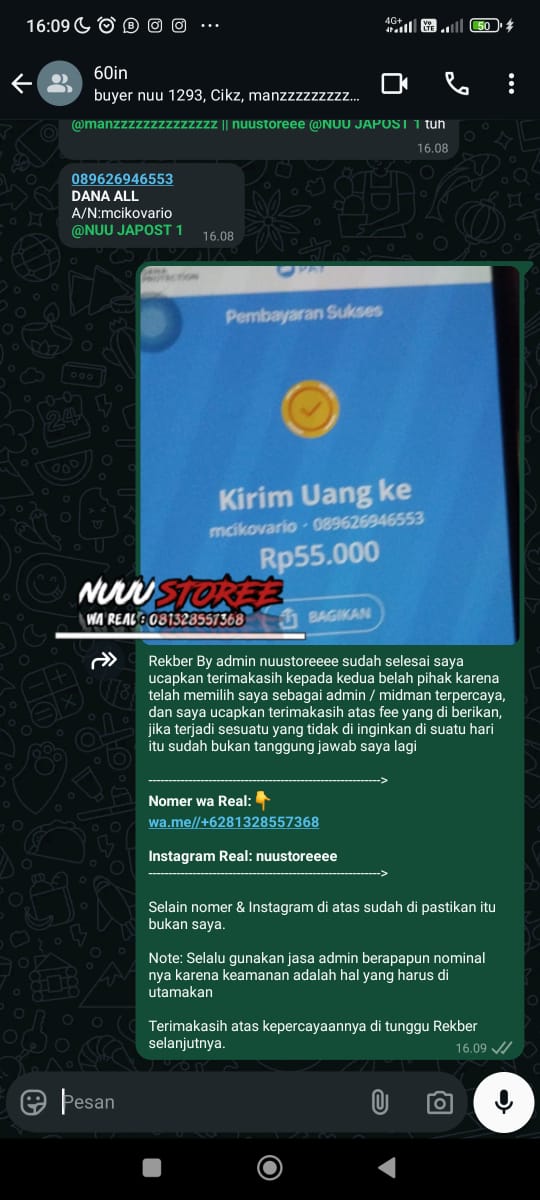 16:09
4G+
Vo LTE
50
60in
buyer nuu 1293, Cikz, manzzzzzzzzz...
@manzzzzzzzzzzzzzz || nuustoreee @NUU JAPOST 1 tuh
16.08
089626946553
DANA ALL
A/N:mcikovario
@NUU JAPOST 1
16.08
PROTECTION
PAY
Pembayaran Sukses
Kirim Uang ke
mcikovario · 089626946553
Rp55.000
BAGIKAN
NUUU STOREE
WA REAL : 081328557368
Rekber By admin nuustoreeee sudah selesai saya
ucapkan terimakasih kepada kedua belah pihak karena
telah memilih saya sebagai admin / midman terpercaya,
dan saya ucapkan terimakasih atas fee yang di berikan,
jika terjadi sesuatu yang tidak di inginkan di suatu hari
itu sudah bukan tanggung jawab saya lagi
---------------------------------------------------------->
Nomer wa Real:👇
wa.me//+6281328557368
Instagram Real: nuustoreeee
---------------------------------------------------------->
Selain nomer & Instagram di atas sudah di pastikan itu
bukan saya.
Note: Selalu gunakan jasa admin berapapun nominal
nya karena keamanan adalah hal yang harus di
utamakan
Terimakasih atas kepercayaannya di tunggu Rekber
selanjutnya.
16.09
Pesan